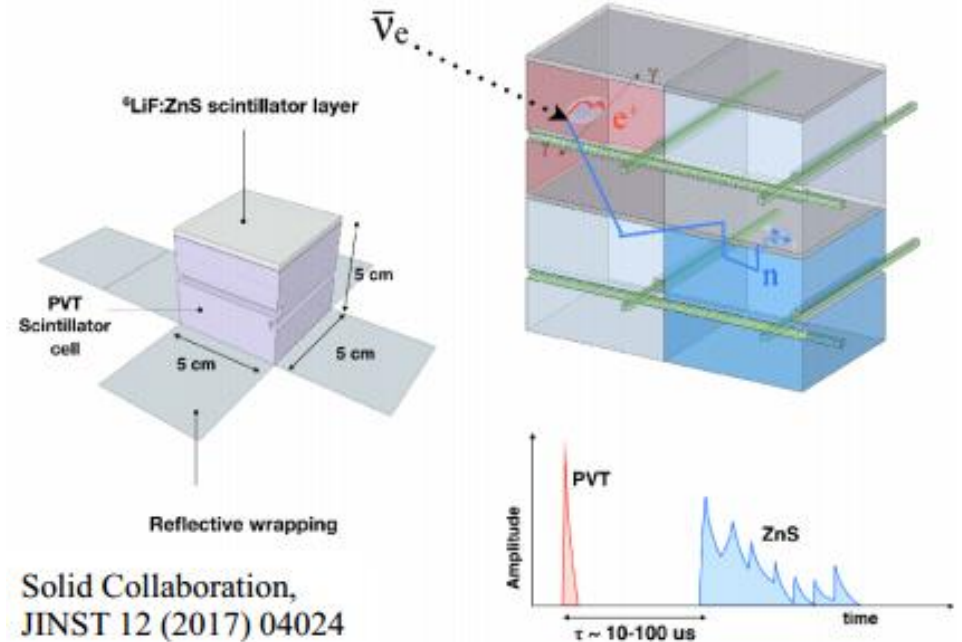 ν̄e
⁶LiF:ZnS scintillator layer
γ
e⁺
γ
5 cm
PVT
Scintillator
cell
5 cm
5 cm
n
Reflective wrapping
PVT
ZnS
Amplitude
time
τ ~ 10-100 us
Solid Collaboration,
JINST 12 (2017) 04024